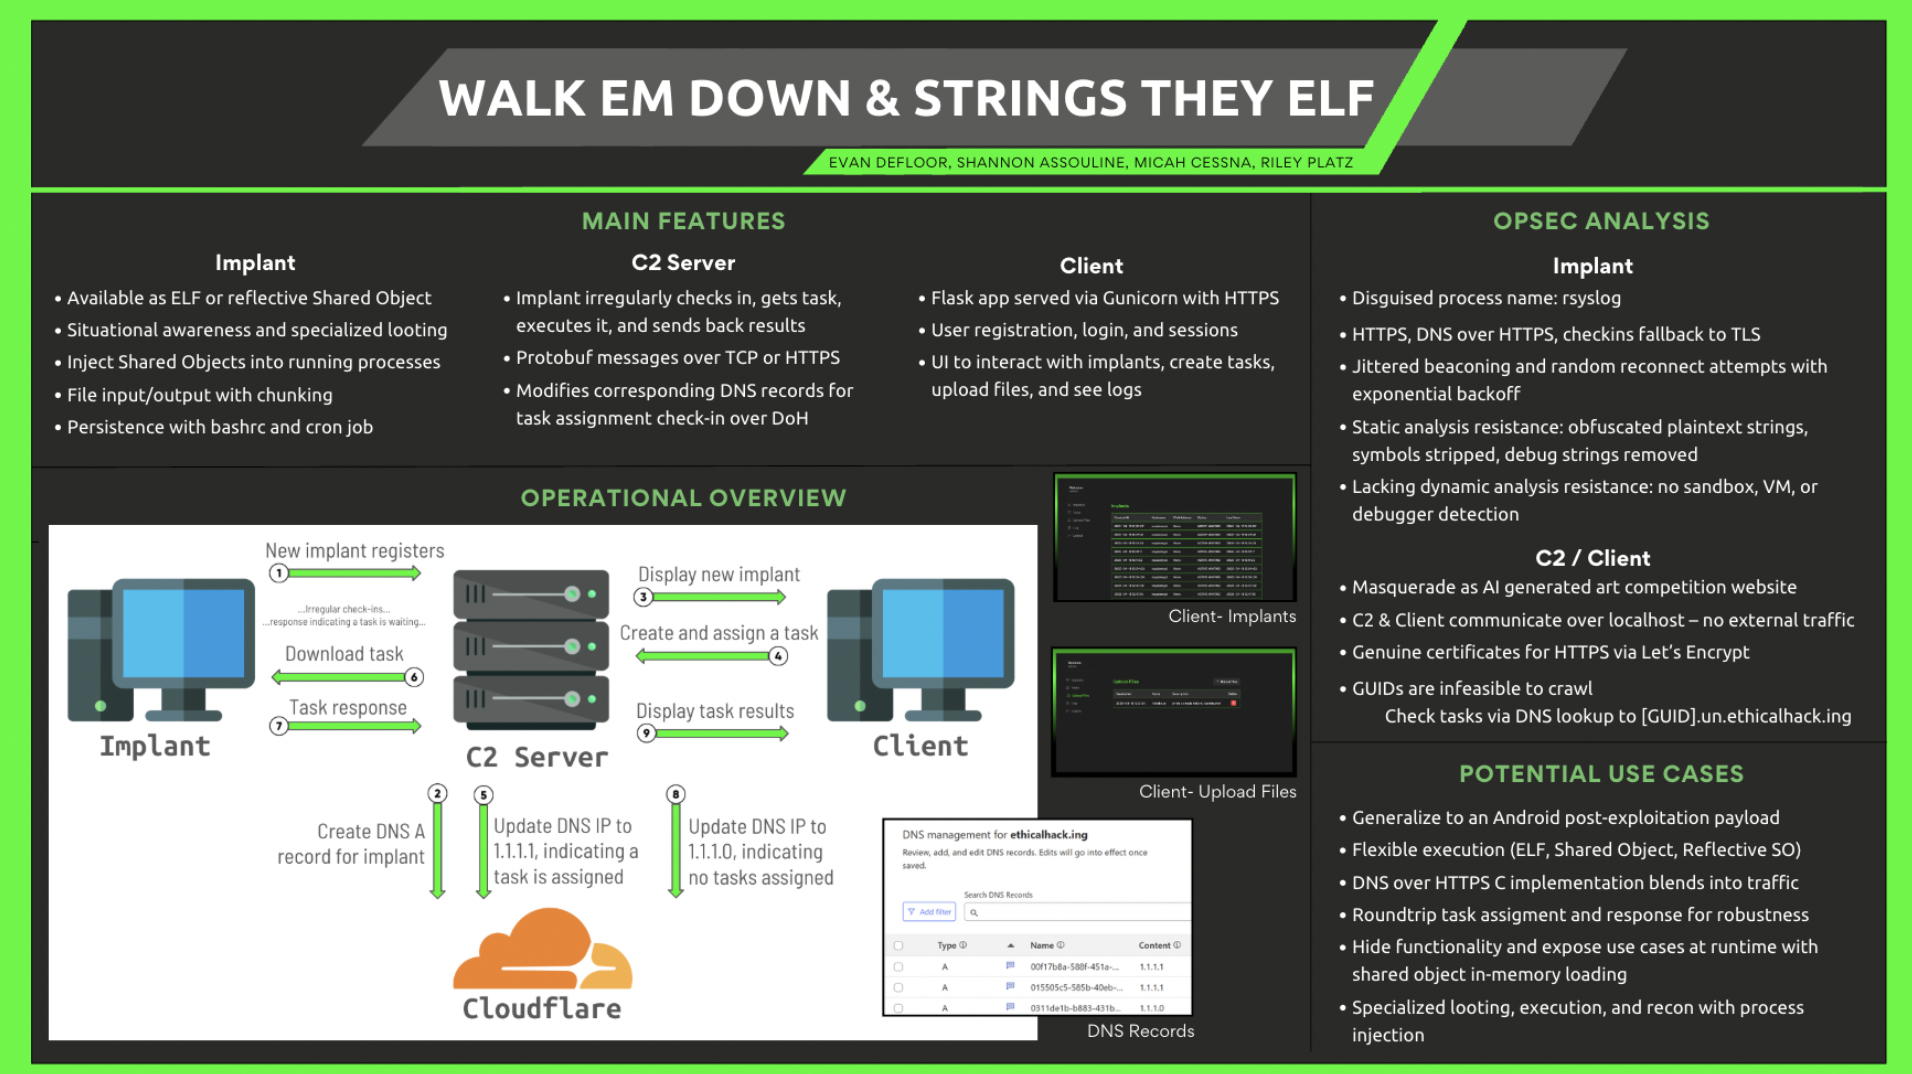 WALK EM DOWN & STRINGS THEY ELF
EVAN DEFLOOR, SHANNON ASSOULINE, MICAH CESSNA, RILEY PLATZ
MAIN FEATURES
Implant
• Available as ELF or reflective Shared Object
• Situational awareness and specialized looting
• Inject Shared Objects into running processes
• File input/output with chunking
• Persistence with bashrc and cron job
C2 Server
• Implant irregularly checks in, gets task,
executes it, and sends back results
• Protobuf messages over TCP or HTTPS
• Modifies corresponding DNS records for
task assignment check-in over DoH
Client
• Flask app served via Gunicorn with HTTPS
• User registration, login, and sessions
• UI to interact with implants, create tasks,
upload files, and see logs
OPERATIONAL OVERVIEW
New implant registers
1
...Irregular check-ins...
...response indicating a task is waiting...
Download task
6
Task response
7
Implant
C2 Server
Display new implant
3
Create and assign a task
4
Display task results
9
Client
2
Create DNS A
record for implant
5
Update DNS IP to
1.1.1.1, indicating a
task is assigned
8
Update DNS IP to
1.1.1.0, indicating
no tasks assigned
Cloudflare
Implants
Client- Implants
Upload Files
Client- Upload Files
DNS management for ethicalhack.ing
Review, add, and edit DNS records. Edits will go into effect once
saved.
Search DNS Records
Add filter
Type Name Content
A 00f17b8a-588f-451a-... 1.1.1.1
A 015505c5-585b-40eb-... 1.1.1.1
A 0311de1b-b883-431b... 1.1.1.0
DNS Records
OPSEC ANALYSIS
Implant
• Disguised process name: rsyslog
• HTTPS, DNS over HTTPS, checkins fallback to TLS
• Jittered beaconing and random reconnect attempts with
exponential backoff
• Static analysis resistance: obfuscated plaintext strings,
symbols stripped, debug strings removed
• Lacking dynamic analysis resistance: no sandbox, VM, or
debugger detection
C2 / Client
• Masquerade as AI generated art competition website
• C2 & Client communicate over localhost – no external traffic
• Genuine certificates for HTTPS via Let's Encrypt
• GUIDs are infeasible to crawl
Check tasks via DNS lookup to [GUID].un.ethicalhack.ing
POTENTIAL USE CASES
• Generalize to an Android post-exploitation payload
• Flexible execution (ELF, Shared Object, Reflective SO)
• DNS over HTTPS C implementation blends into traffic
• Roundtrip task assigment and response for robustness
• Hide functionality and expose use cases at runtime with
shared object in-memory loading
• Specialized looting, execution, and recon with process
injection